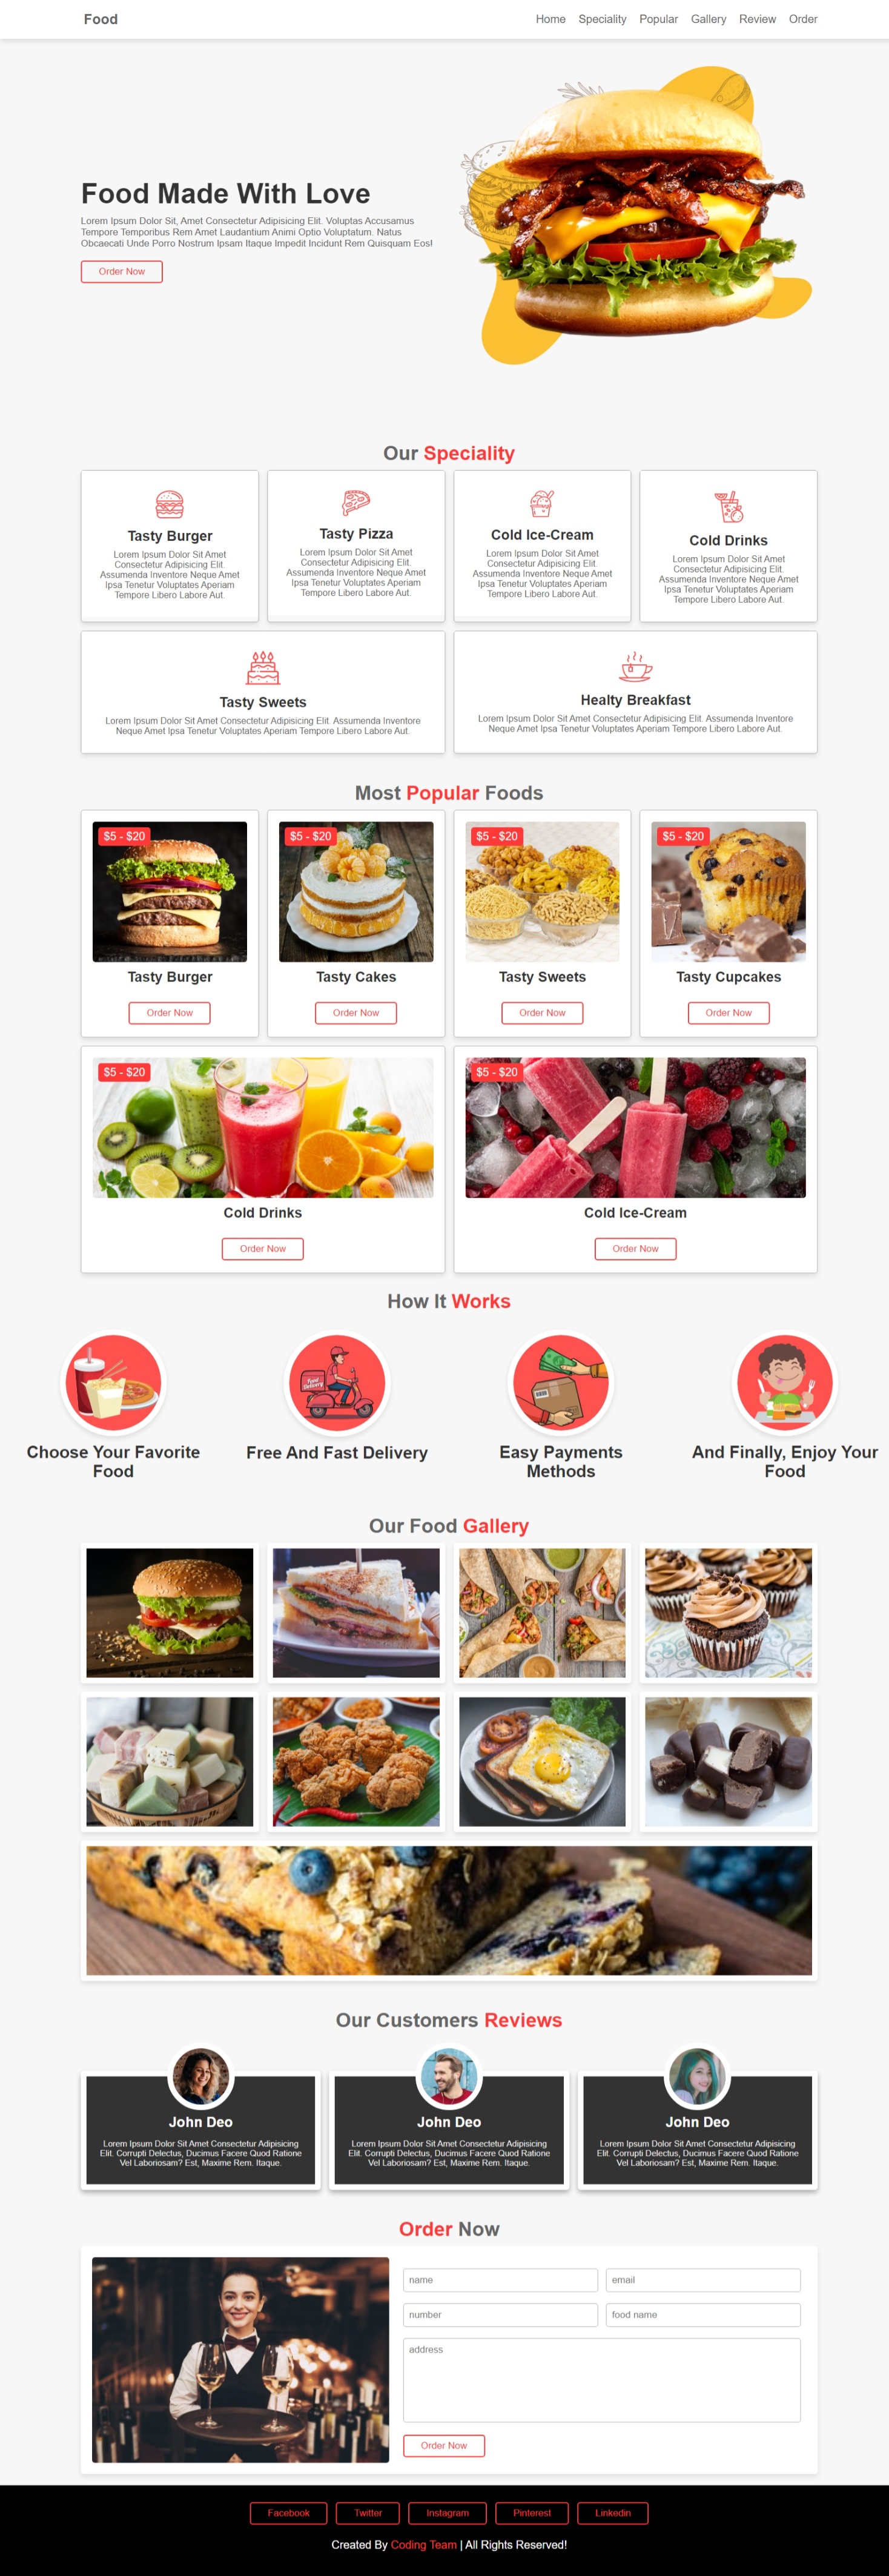 Food
Home Speciality Popular Gallery Review Order
Food Made With Love
Lorem Ipsum Dolor Sit, Amet Consectetur Adipisicing Elit. Voluptas Accusamus
Tempore Temporibus Rem Amet Laudantium Animi Optio Voluptatum. Natus
Obcaecati Unde Porro Nostrum Ipsam Itaque Impedit Incidunt Rem Quisquam Eos!
Order Now
Our Speciality
Tasty Burger
Lorem Ipsum Dolor Sit Amet
Consectetur Adipisicing Elit.
Assumenda Inventore Neque Amet
Ipsa Tenetur Voluptates Aperiam
Tempore Libero Labore Aut.
Tasty Pizza
Lorem Ipsum Dolor Sit Amet
Consectetur Adipisicing Elit.
Assumenda Inventore Neque Amet
Ipsa Tenetur Voluptates Aperiam
Tempore Libero Labore Aut.
Cold Ice-Cream
Lorem Ipsum Dolor Sit Amet
Consectetur Adipisicing Elit.
Assumenda Inventore Neque Amet
Ipsa Tenetur Voluptates Aperiam
Tempore Libero Labore Aut.
Cold Drinks
Lorem Ipsum Dolor Sit Amet
Consectetur Adipisicing Elit.
Assumenda Inventore Neque Amet
Ipsa Tenetur Voluptates Aperiam
Tempore Libero Labore Aut.
Tasty Sweets
Lorem Ipsum Dolor Sit Amet Consectetur Adipisicing Elit. Assumenda Inventore
Neque Amet Ipsa Tenetur Voluptates Aperiam Tempore Libero Labore Aut.
Healty Breakfast
Lorem Ipsum Dolor Sit Amet Consectetur Adipisicing Elit. Assumenda Inventore
Neque Amet Ipsa Tenetur Voluptates Aperiam Tempore Libero Labore Aut.
Most Popular Foods
$5 - $20
Tasty Burger
Order Now
$5 - $20
Tasty Cakes
Order Now
$5 - $20
Tasty Sweets
Order Now
$5 - $20
Tasty Cupcakes
Order Now
$5 - $20
Cold Drinks
Order Now
$5 - $20
Cold Ice-Cream
Order Now
How It Works
Choose Your Favorite
Food
Food
Delivery
Free And Fast Delivery
Easy Payments
Methods
And Finally, Enjoy Your
Food
Our Food Gallery
Our Customers Reviews
John Deo
Lorem Ipsum Dolor Sit Amet Consectetur Adipisicing
Elit. Corrupti Delectus, Ducimus Facere Quod Ratione
Vel Laboriosam? Est, Maxime Rem. Itaque.
John Deo
Lorem Ipsum Dolor Sit Amet Consectetur Adipisicing
Elit. Corrupti Delectus, Ducimus Facere Quod Ratione
Vel Laboriosam? Est, Maxime Rem. Itaque.
John Deo
Lorem Ipsum Dolor Sit Amet Consectetur Adipisicing
Elit. Corrupti Delectus, Ducimus Facere Quod Ratione
Vel Laboriosam? Est, Maxime Rem. Itaque.
Order Now
name
email
number
food name
address
Order Now
Facebook Twitter Instagram Pinterest Linkedin
Created By Coding Team | All Rights Reserved!